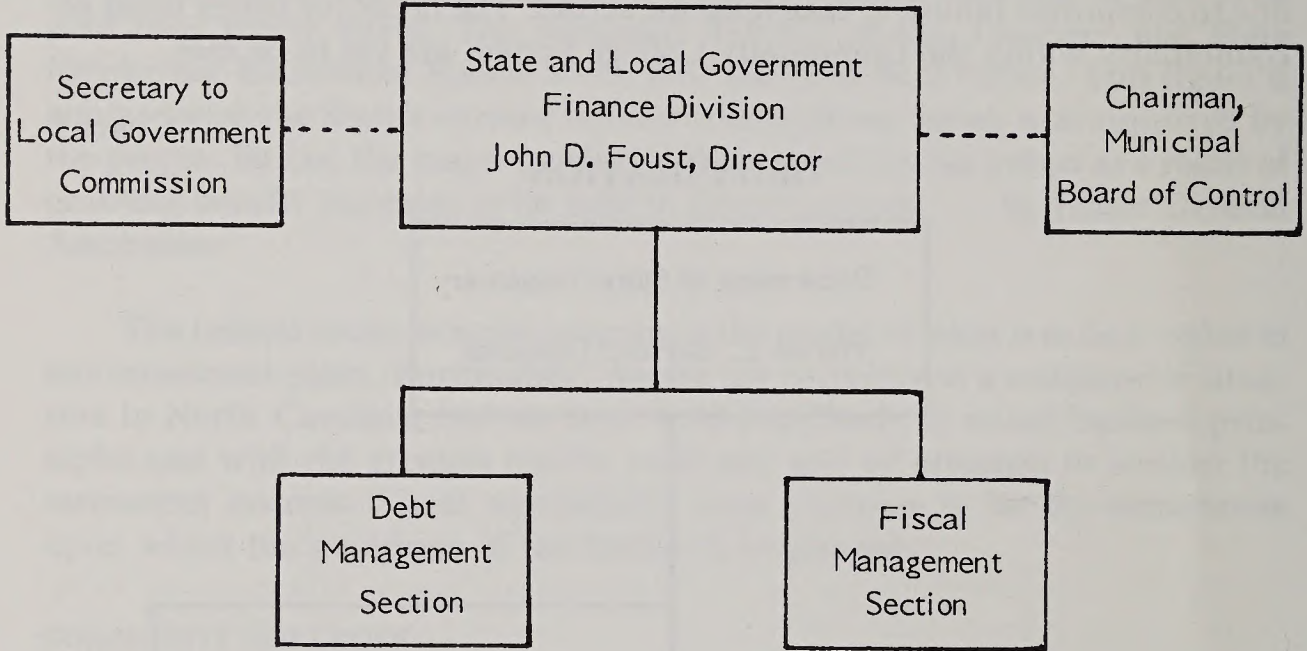 Secretary to
Local Government
Commission
State and Local Government
Finance Division
John D. Foust, Director
Chairman,
Municipal
Board of Control
Debt
Management
Section
Fiscal
Management
Section